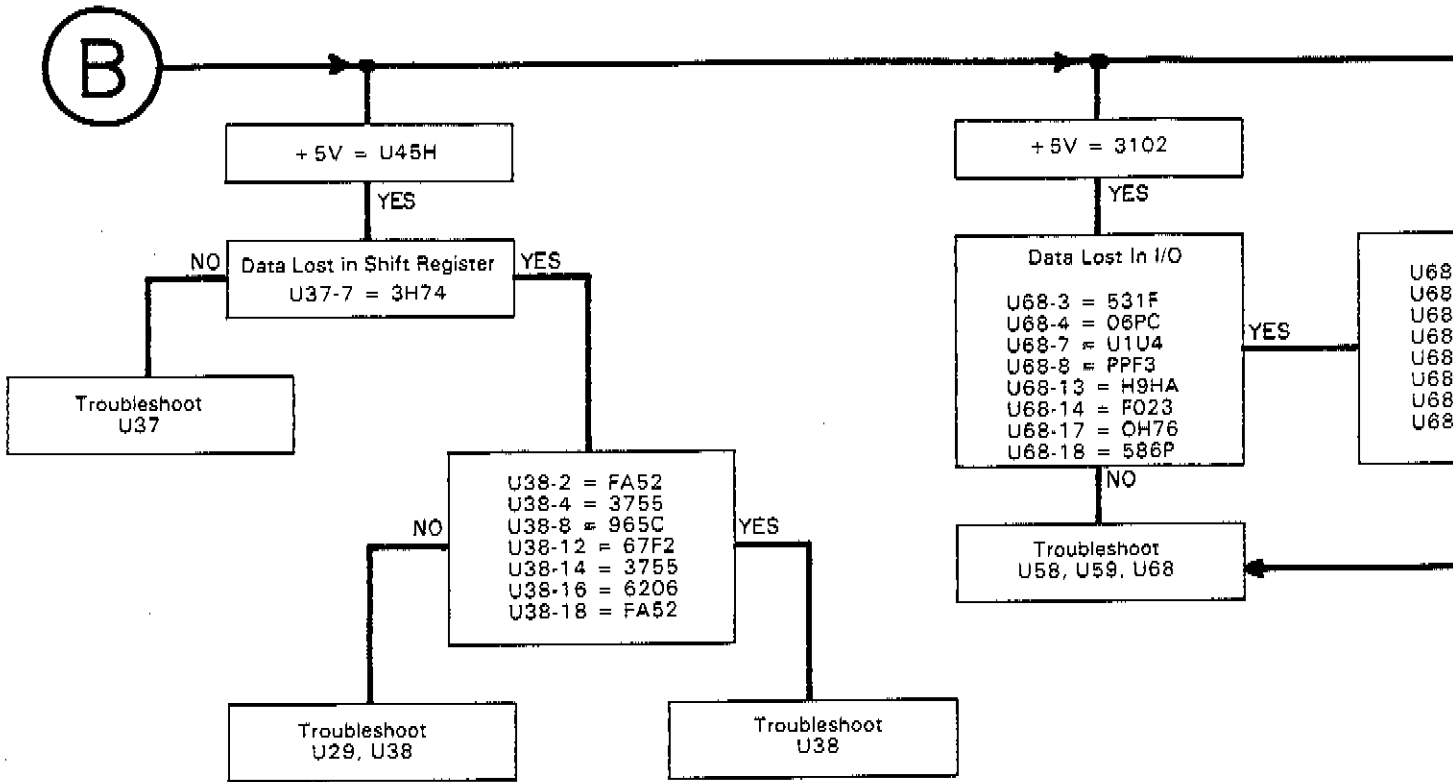 B
+5V = U45H
YES
NO
Data Lost in Shift Register
U37-7 = 3H74
YES
Troubleshoot
U37
U38-2 = FA52
U38-4 = 3755
U38-8 = 965C
U38-12 = 67F2
U38-14 = 3755
U38-16 = 6206
U38-18 = FA52
NO
YES
Troubleshoot
U29, U38
Troubleshoot
U38
+5V = 3102
YES
Data Lost In I/O
U68-3 = 531F
U68-4 = 06PC
U68-7 = U1U4
U68-8 = PPF3
U68-13 = H9HA
U68-14 = F023
U68-17 = 0H76
U68-18 = 586P
YES
NO
Troubleshoot
U58, U59, U68
U68
U68
U68
U68
U68
U68
U68